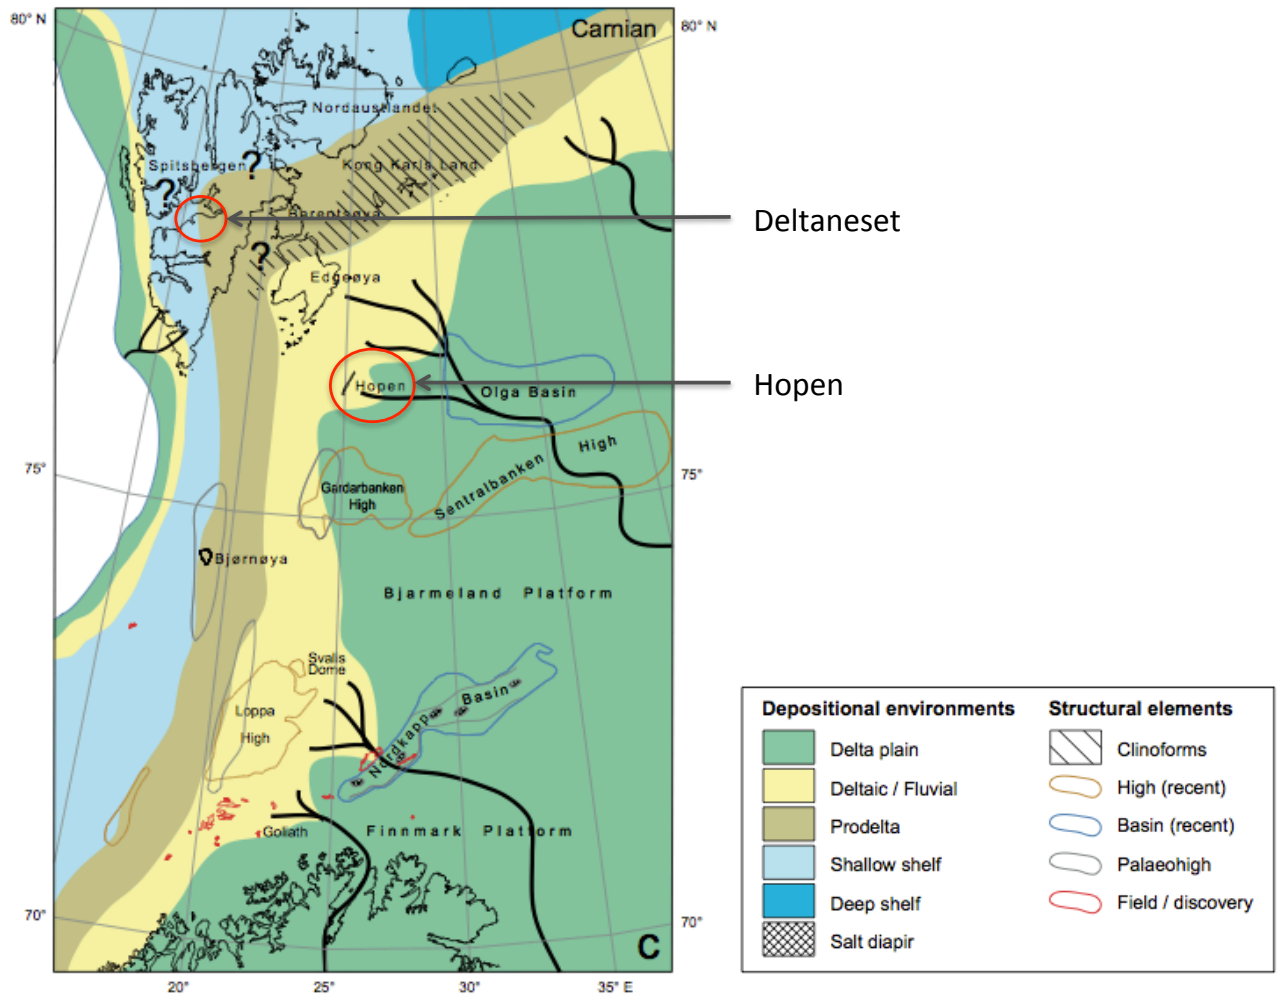 80° N
Carnian
80° N
Nordaustlandet
Spitsbergen
?
Kong Karls Land
?
Barentsøya
Deltaneset
?
Edgeøya
Hopen
Hopen
Olga Basin
High
Sentralbanken
75°
75°
Gardarbanken
High
Bjørnøya
Bjarmeland Platform
Svalis
Dome
Basin
Nordkapp
Loppa
High
Goliath
Finnmark Platform
70°
70°
C
20°
25°
30°
35° E
Depositional environments
Delta plain
Deltaic / Fluvial
Prodelta
Shallow shelf
Deep shelf
Salt diapir
Structural elements
Clinoforms
High (recent)
Basin (recent)
Palaeohigh
Field / discovery